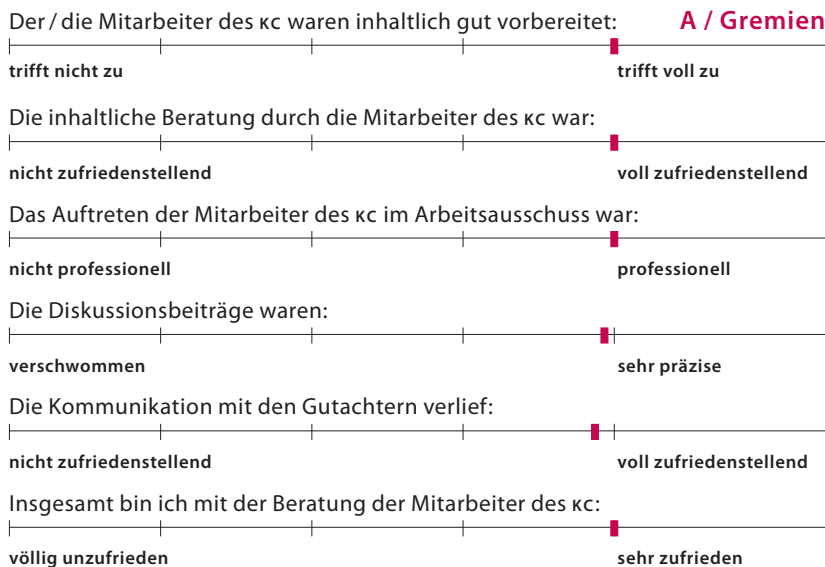 Der / die Mitarbeiter des KC waren inhaltlich gut vorbereitet: A / Gremien
trifft nicht zu trifft voll zu
Die inhaltliche Beratung durch die Mitarbeiter des KC war:
nicht zufriedenstellend voll zufriedenstellend
Das Auftreten der Mitarbeiter des KC im Arbeitsausschuss war:
nicht professionell professionell
Die Diskussionsbeiträge waren:
verschwommen sehr präzise
Die Kommunikation mit den Gutachtern verlief:
nicht zufriedenstellend voll zufriedenstellend
Insgesamt bin ich mit der Beratung der Mitarbeiter des KC:
völlig unzufrieden sehr zufrieden